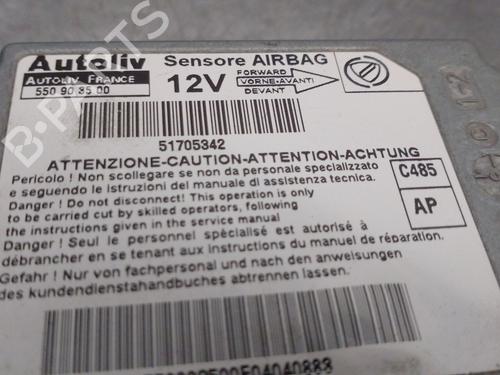 Autoliv
Sensore AIRBAG
AUTOLIV FRANCE
550 90 85 00
12V
FORWARD
VORNE-AVANTI
DEVANT
51705342
ATTENZIONE-CAUTION-ATTENTION-ACHTUNG
Pericolo ! Non scollegare se non da personale specializzato
e seguendo le istruzioni del manuale di assistenza tecnica.
Danger ! Do not disconnect! This operation is only
to be carried cut by skilled operators, following
the instructions given in the service manual
Danger ! Seul le personnel spécialisé est autorisé à
débrancher en se tenant aux instructions du manuel de réparation.
Gefahr ! Nur von fachpersonal und nach den anweisungen
des kundendienstahandbuches abtrennen lassen.
C485
AP
B-PARTS